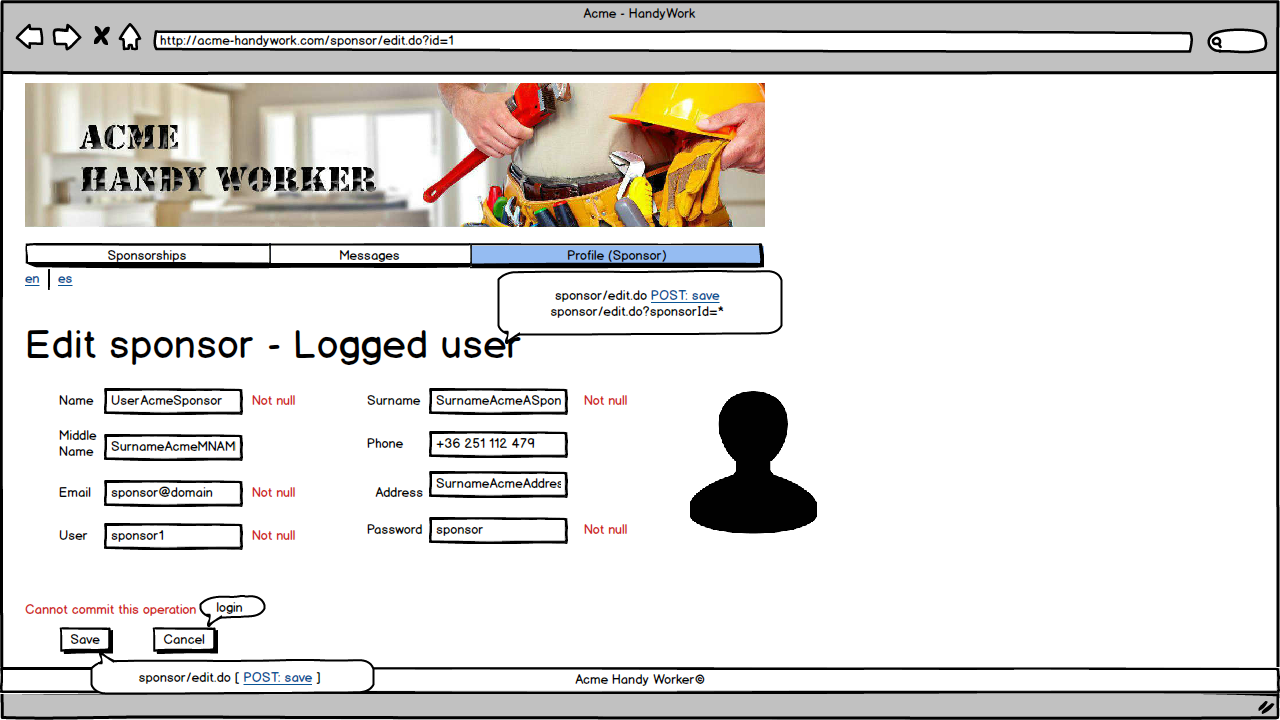 Acme - HandyWork
http://acme-handywork.com/sponsor/edit.do?id=1
ACME
HANDY WORKER
Sponsorships
Messages
Profile (Sponsor)
en
es
sponsor/edit.do POST: save
sponsor/edit.do?sponsorId=*
Edit sponsor - Logged user
Name
UserAcmeSponsor
Not null
Surname
SurnameAcmeASpon
Not null
Middle
Name
SurnameAcmeMNAM
Phone
+36 251 112 479
Email
sponsor@domain
Not null
Address
SurnameAcmeAddres
User
sponsor1
Not null
Password
sponsor
Not null
Cannot commit this operation
login
Save
Cancel
sponsor/edit.do [ POST: save ]
Acme Handy Worker©